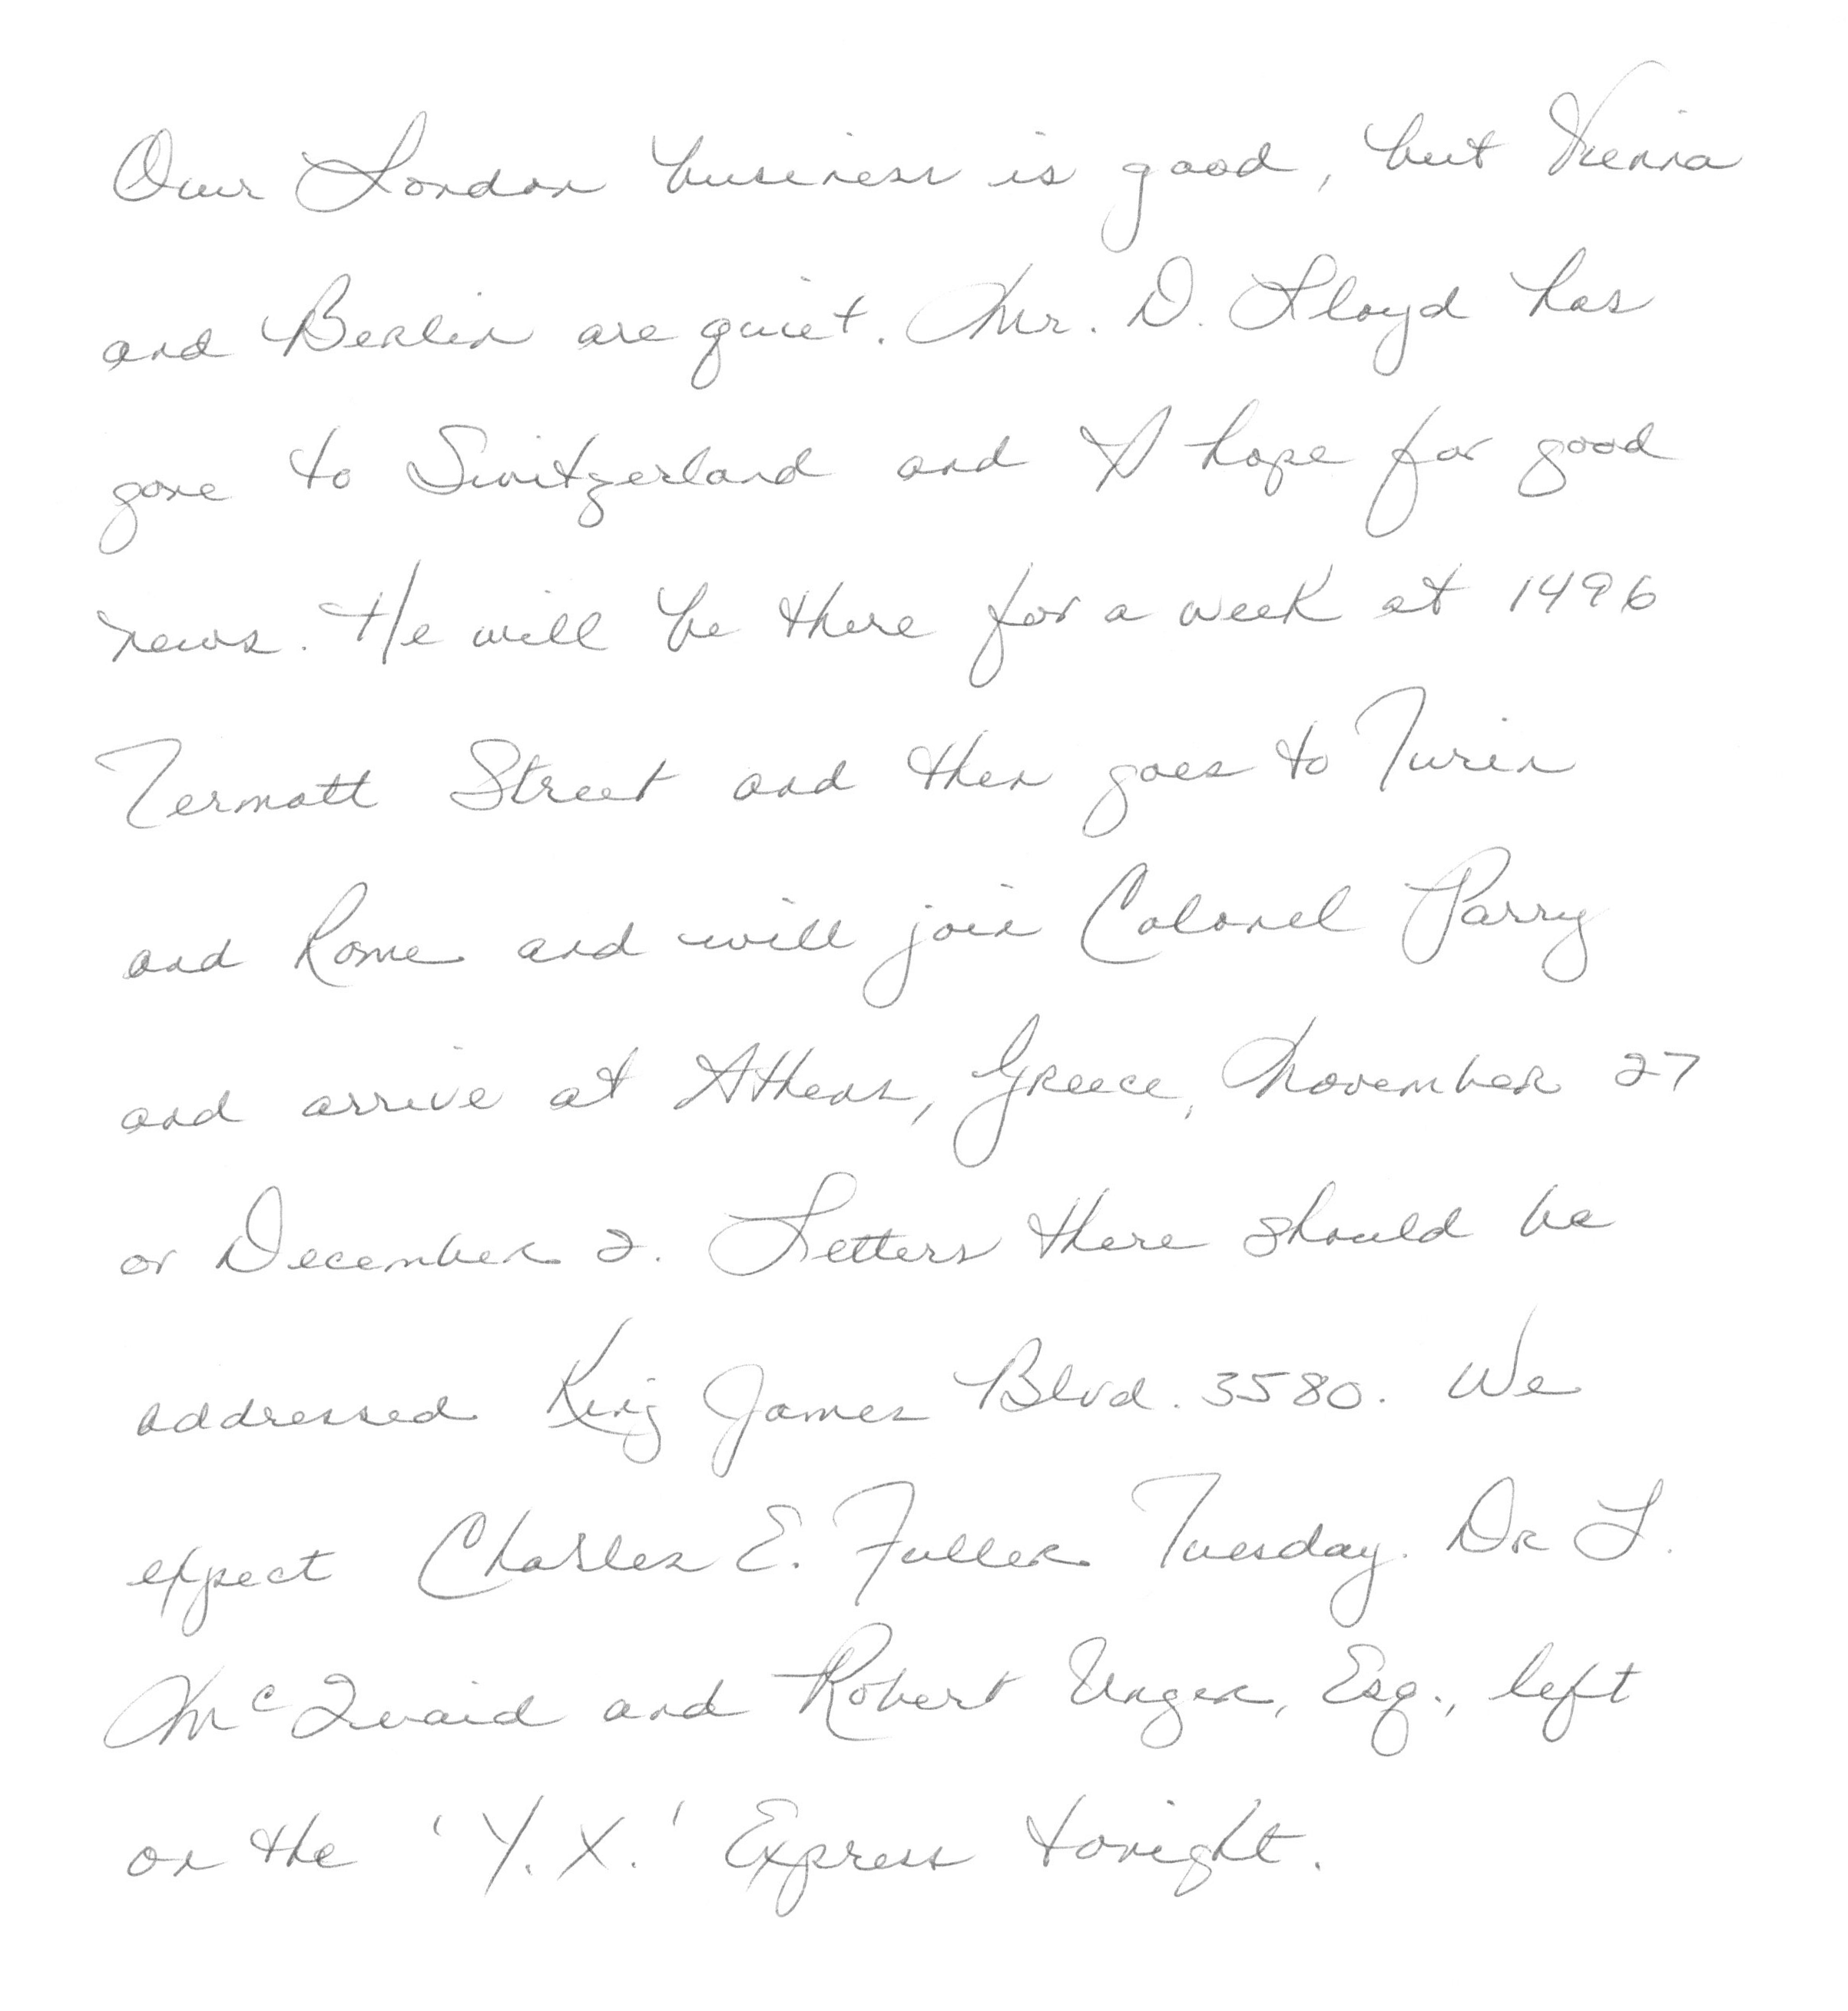 Our London business is good, but Vienna
and Berlin are quiet. Mr. D. Lloyd has
gone to Switzerland and I hope for good
news. He will be there for a week at 1496
Zermott Street and then goes to Turin
and Rome and will join Colonel Parry
and arrive at Athens, Greece, November 27
or December 2. Letters there should be
addressed King James Blvd. 3580. We
expect Charles E. Fuller Tuesday. Dr L.
McQuaid and Robert Unger, Esq., left
on the 'Y. X.' Express tonight.